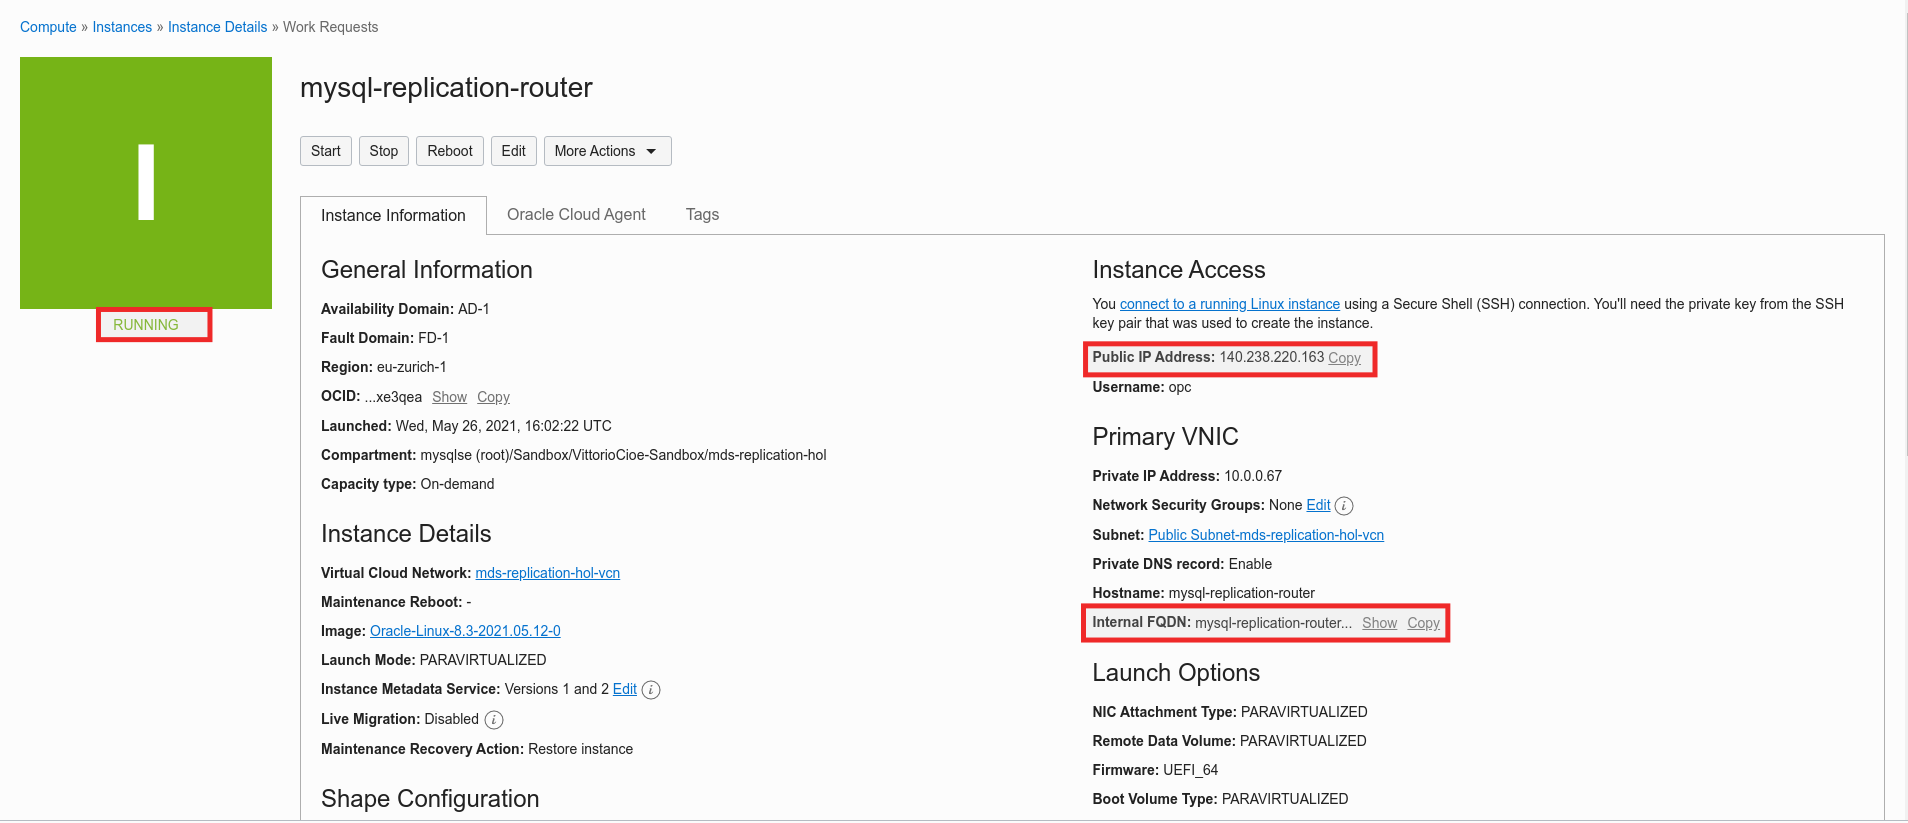 Compute » Instances » Instance Details » Work Requests
I
RUNNING
mysql-replication-router
Start Stop Reboot Edit More Actions
Instance Information Oracle Cloud Agent Tags
General Information
Availability Domain: AD-1
Fault Domain: FD-1
Region: eu-zurich-1
OCID: ...xe3qea Show Copy
Launched: Wed, May 26, 2021, 16:02:22 UTC
Compartment: mysqlse (root)/Sandbox/VittorioCioe-Sandbox/mds-replication-hol
Capacity type: On-demand
Instance Details
Virtual Cloud Network: mds-replication-hol-vcn
Maintenance Reboot: -
Image: Oracle-Linux-8.3-2021.05.12-0
Launch Mode: PARAVIRTUALIZED
Instance Metadata Service: Versions 1 and 2 Edit i
Live Migration: Disabled i
Maintenance Recovery Action: Restore instance
Shape Configuration
Instance Access
You connect to a running Linux instance using a Secure Shell (SSH) connection. You'll need the private key from the SSH
key pair that was used to create the instance.
Public IP Address: 140.238.220.163 Copy
Username: opc
Primary VNIC
Private IP Address: 10.0.0.67
Network Security Groups: None Edit i
Subnet: Public Subnet-mds-replication-hol-vcn
Private DNS record: Enable
Hostname: mysql-replication-router
Internal FQDN: mysql-replication-router... Show Copy
Launch Options
NIC Attachment Type: PARAVIRTUALIZED
Remote Data Volume: PARAVIRTUALIZED
Firmware: UEFI_64
Boot Volume Type: PARAVIRTUALIZED